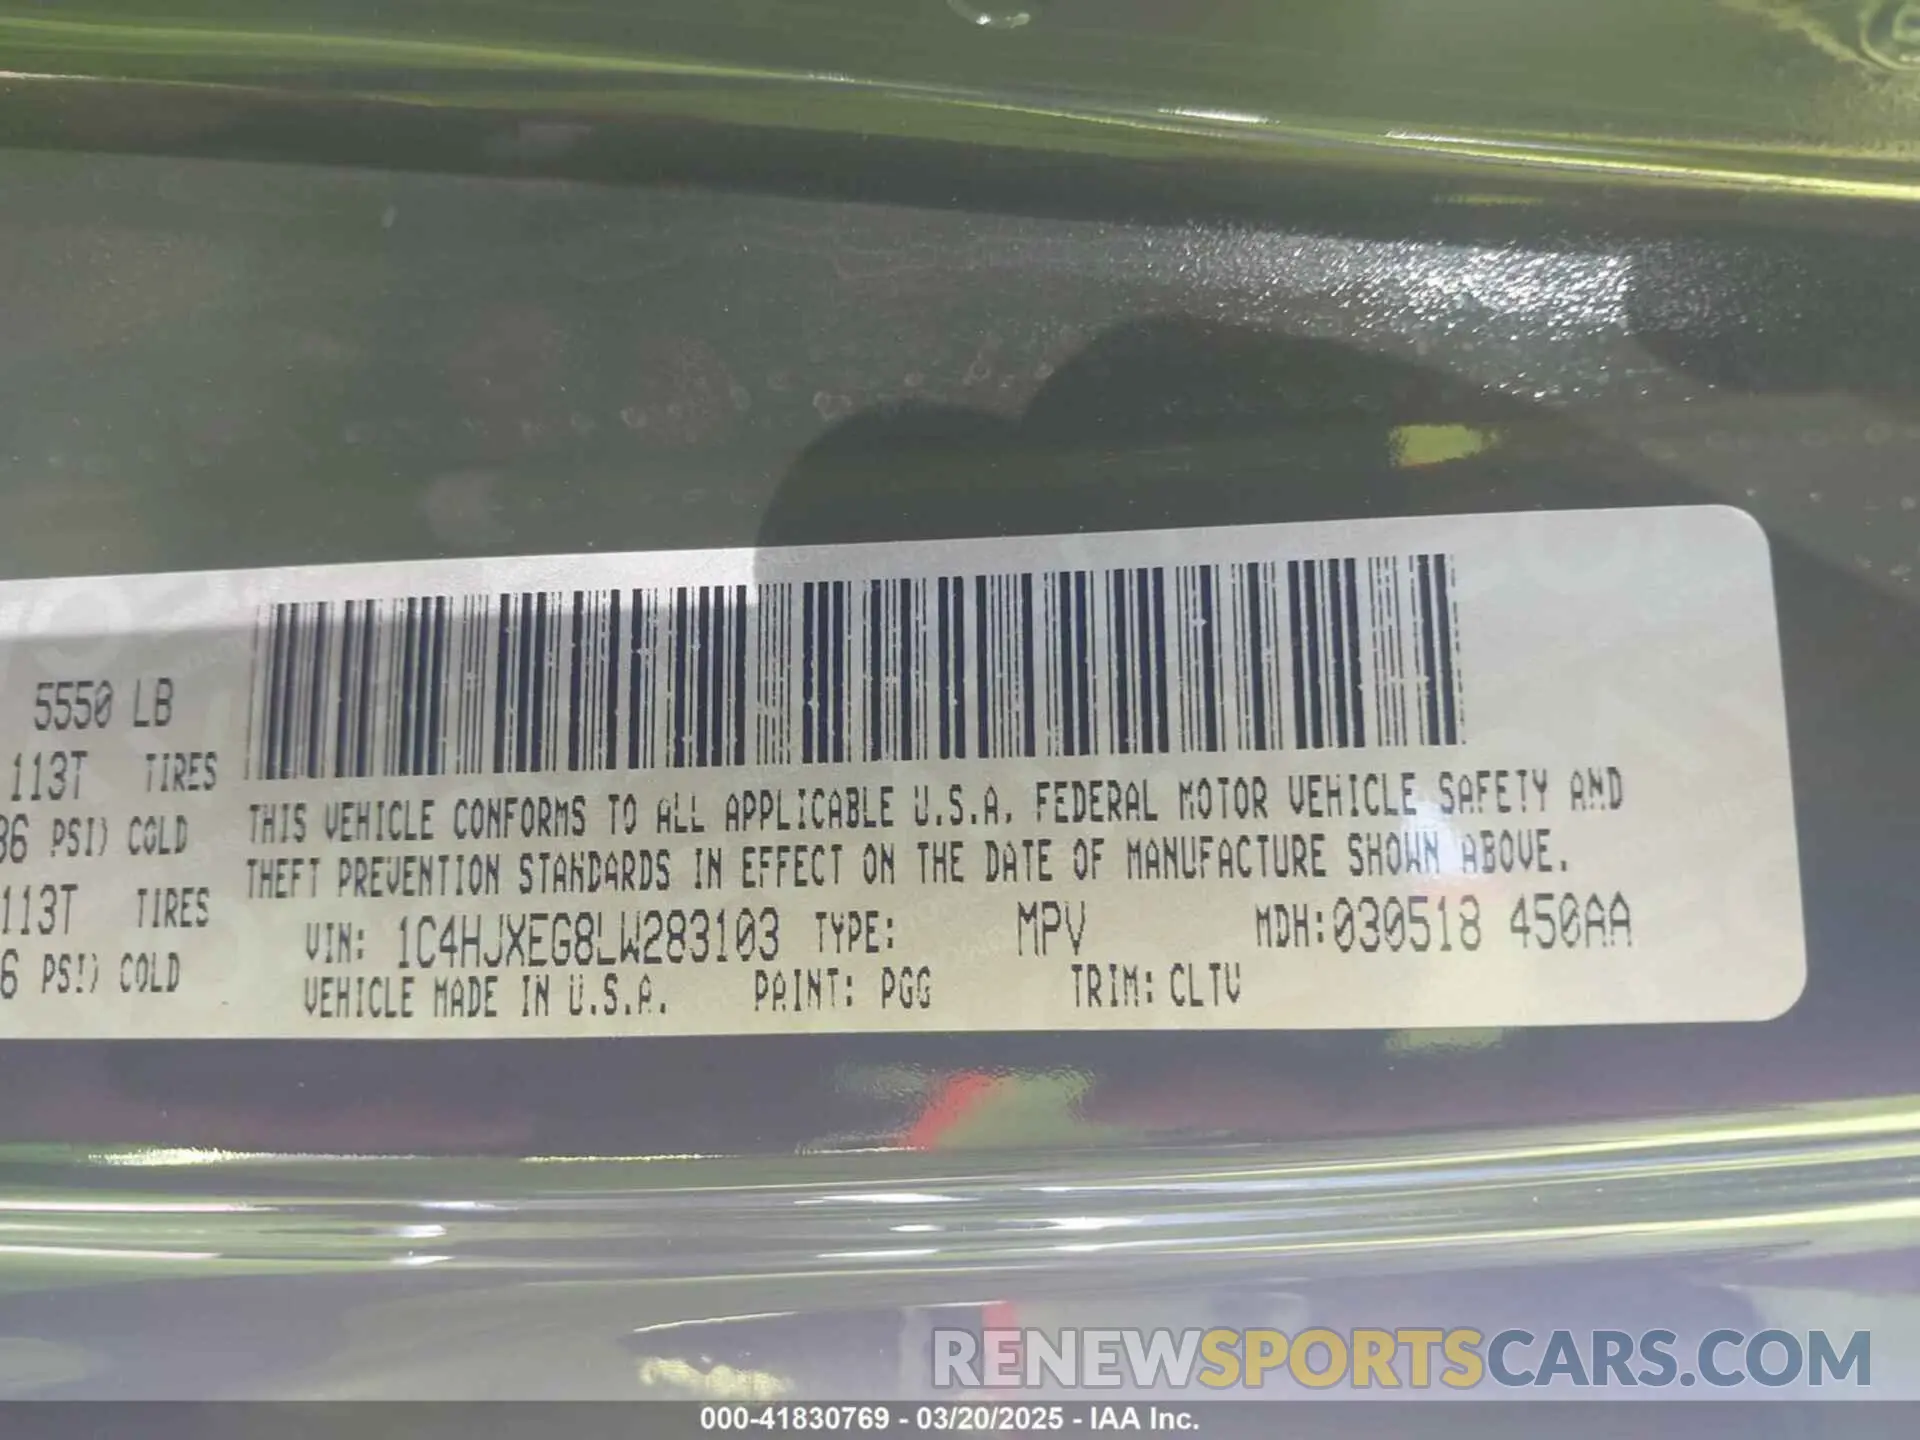 5550 LB
113T TIRES
36 PSI) COLD
113T TIRES
6 PSI) COLD
THIS VEHICLE CONFORMS TO ALL APPLICABLE U.S.A. FEDERAL MOTOR VEHICLE SAFETY AND
THEFT PREVENTION STANDARDS IN EFFECT ON THE DATE OF MANUFACTURE SHOWN ABOVE.
VIN: 1C4HJXEG8LW283103 TYPE: MPV MDH:030518 450AA
VEHICLE MADE IN U.S.A. PAINT: PGG TRIM: CLTV
RENEWSPORTSCARS.COM
000-41830769 - 03/20/2025 - IAA Inc.